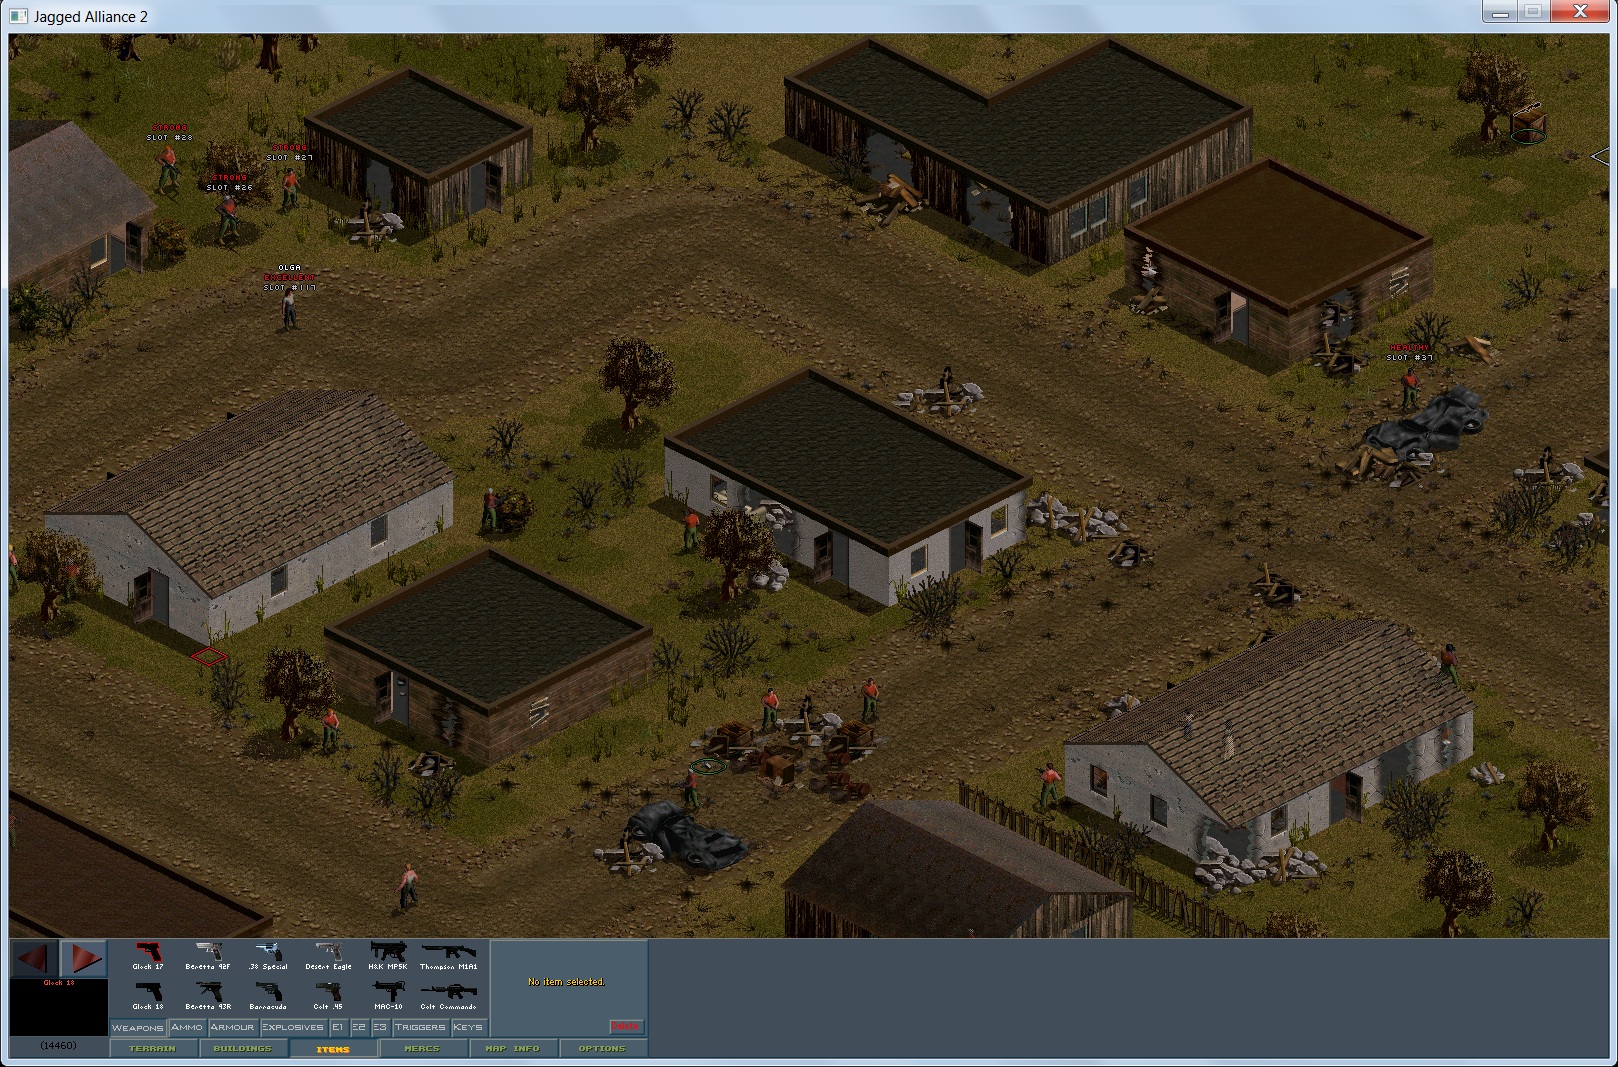 Jagged Alliance 2
STRONG
SLOT #28
STRONG
SLOT #27
STRONG
SLOT #26
OLGA
EXCELLENT
SLOT #117
HEALTHY
SLOT #37
Glock 17
Beretta 92F
.38 Special
Desert Eagle
H&K MP5K
Thompson M1A1
Glock 18
Glock 18
Beretta 93R
Barracuda
Colt .45
MAC-10
Colt Commando
No item selected.
Delete
WEAPONS
AMMO
ARMOUR
EXPLOSIVES
E1
E2
E3
TRIGGERS
KEYS
(14460)
TERRAIN
BUILDINGS
ITEMS
MERCS
MAP INFO
OPTIONS